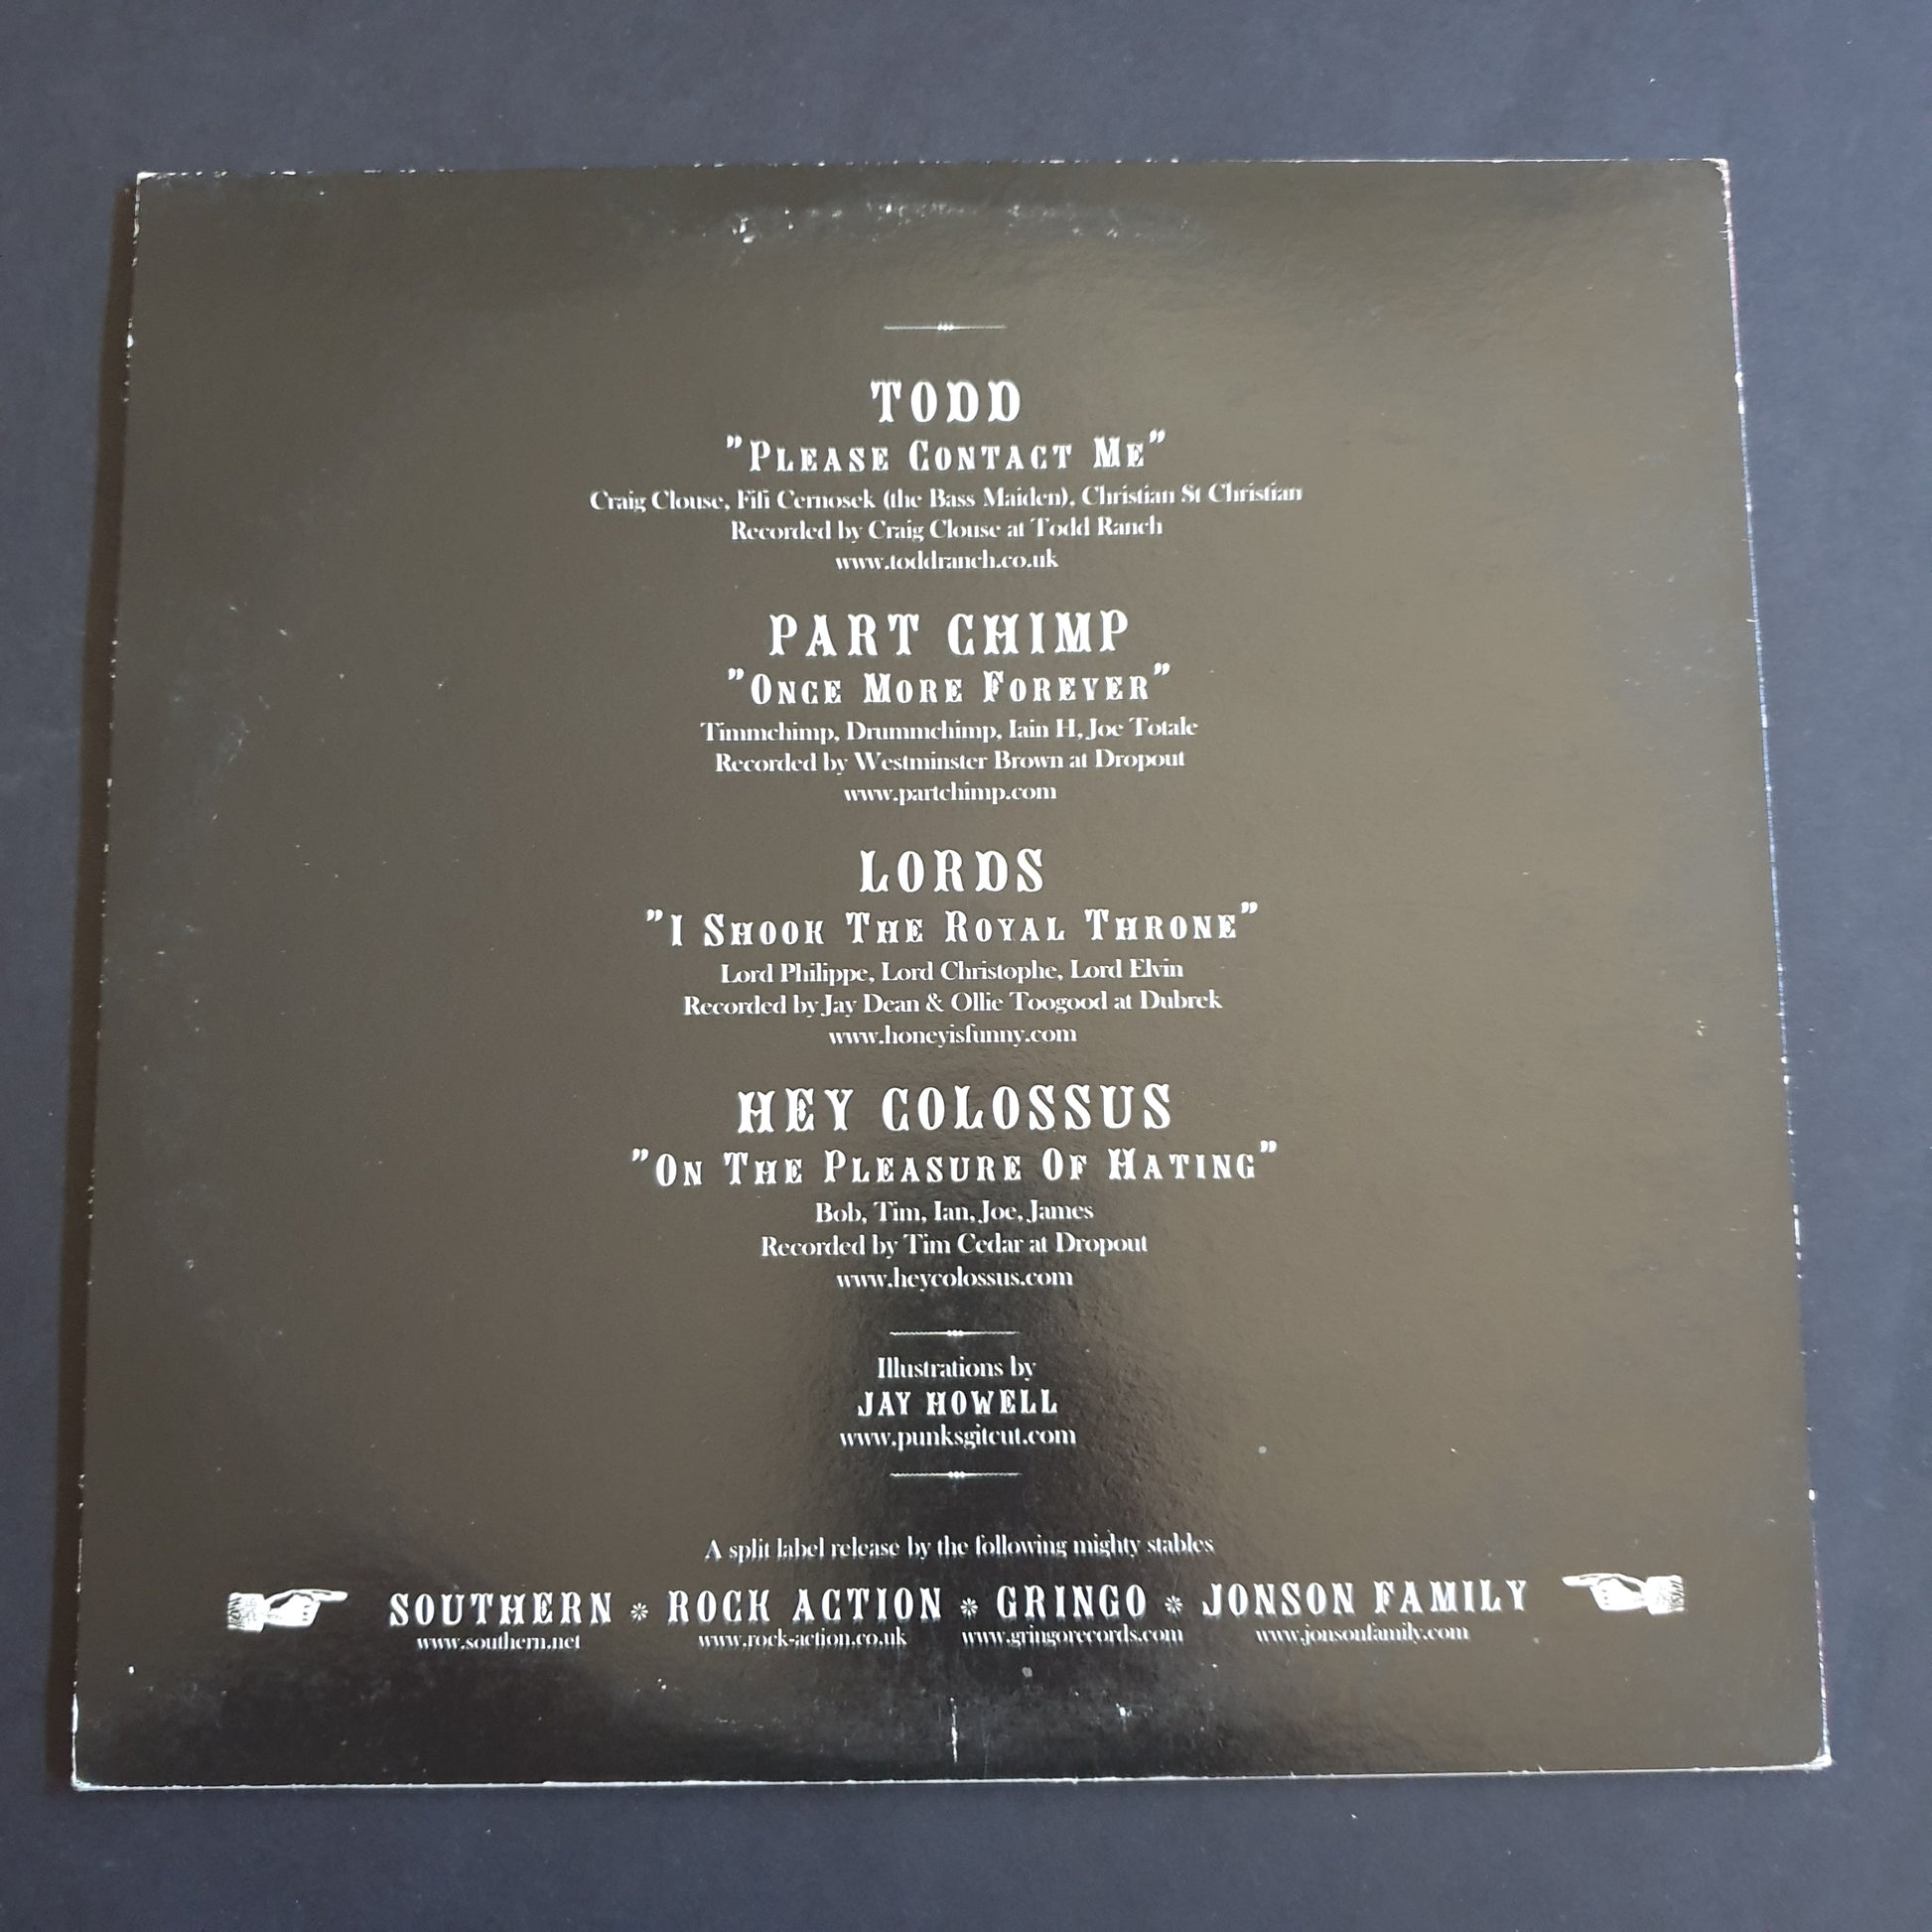 TODD
"PLEASE CONTACT ME"
Craig Clouse, Fifi Cernosek (the Bass Maiden), Christian St Christian
Recorded by Craig Clouse at Todd Ranch
www.toddranch.co.uk
PART CHIMP
"ONCE MORE FOREVER"
Timmchimp, Drummchimp, Iain H, Joe Totale
Recorded by Westminster Brown at Dropout
www.partchimp.com
LORDS
"I SHOOK THE ROYAL THRONE"
Lord Philippe, Lord Christophe, Lord Elvin
Recorded by Jay Dean & Ollie Toogood at Dubrek
www.honeyisfunny.com
HEY COLOSSUS
"ON THE PLEASURE OF HATING"
Bob, Tim, Ian, Joe, James
Recorded by Tim Cedar at Dropout
www.heycolossus.com
Illustrations by
JAY HOWELL
www.punksgitcut.com
A split label release by the following mighty stables
SOUTHERN * ROCK ACTION * GRINGO * JONSON FAMILY
www.southern.net www.rock-action.co.uk www.gringorecords.com www.jonsonfamily.com